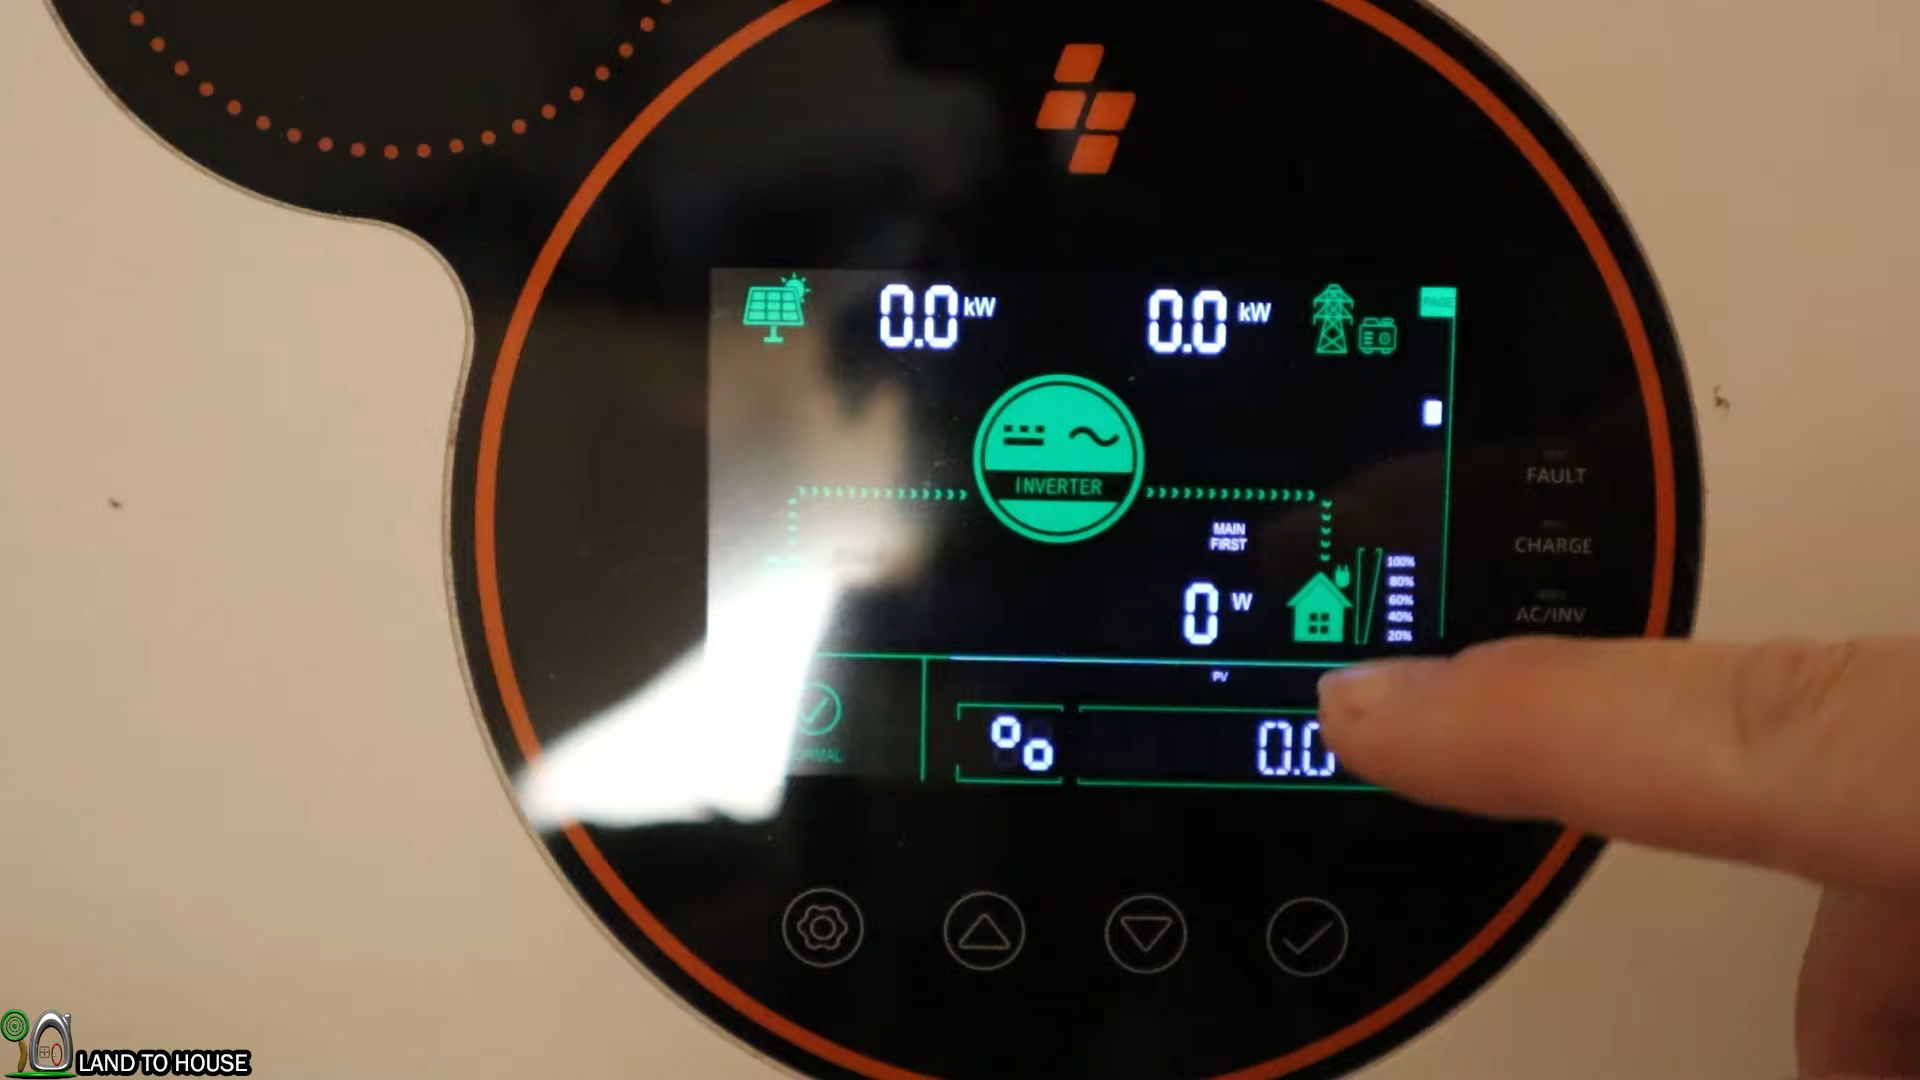 0.0 kW
0.0 kW
PAGE
INVERTER
MAIN
FIRST
0 W
100%
80%
60%
40%
20%
FAULT
CHARGE
AC/INV
PV
NORMAL
0.0
LAND TO HOUSE